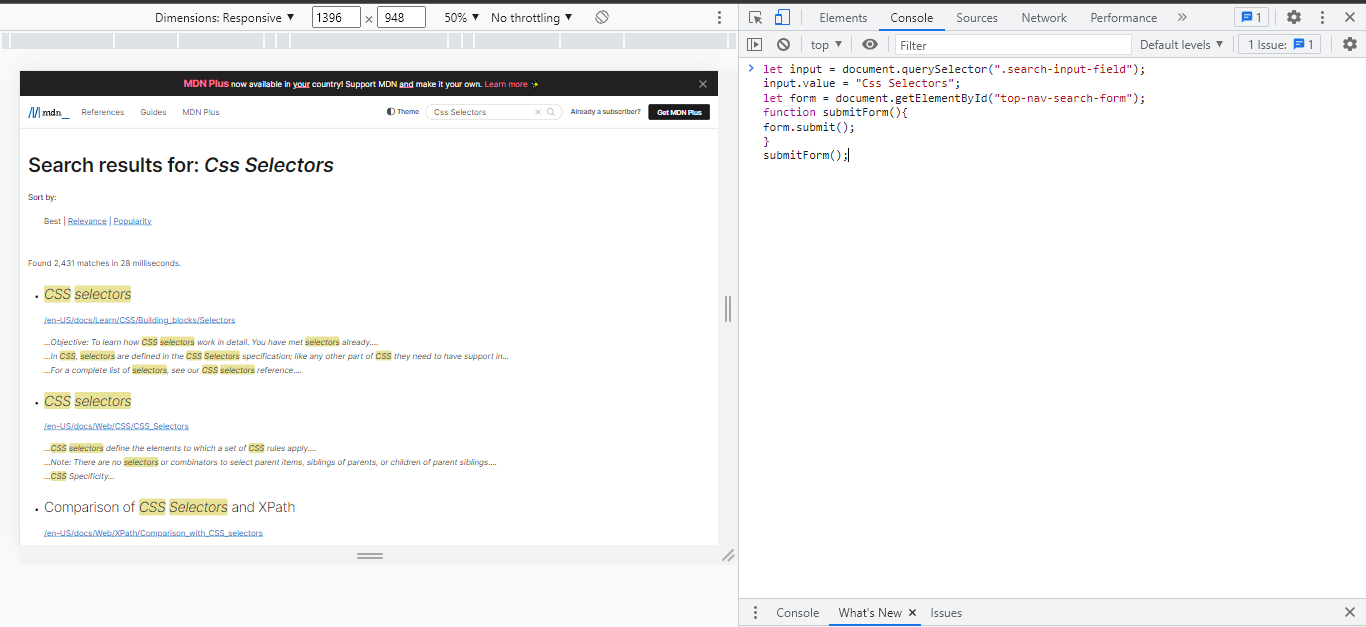 Dimensions: Responsive ▼ 1396 × 948 50% ▼ No throttling ▼
MDN Plus now available in your country! Support MDN and make it your own. Learn more ✨
mdn_ References Guides MDN Plus Theme Css Selectors Already a subscriber? Get MDN Plus
Search results for: Css Selectors
Sort by:
Best | Relevance | Popularity
Found 2,431 matches in 28 milliseconds.
CSS selectors
/en-US/docs/Learn/CSS/Building_blocks/Selectors
...Objective: To learn how CSS selectors work in detail. You have met selectors already....
...In CSS, selectors are defined in the CSS Selectors specification; like any other part of CSS they need to have support in...
...For a complete list of selectors, see our CSS selectors reference....
CSS selectors
/en-US/docs/Web/CSS/CSS_Selectors
...CSS selectors define the elements to which a set of CSS rules apply....
...Note: There are no selectors or combinators to select parent items, siblings of parents, or children of parent siblings....
...CSS Specificity...
Comparison of CSS Selectors and XPath
/en-US/docs/Web/XPath/Comparison_with_CSS_selectors
Elements Console Sources Network Performance » 1
top ▼ Filter Default levels ▼ 1 Issue: 1
let input = document.querySelector(".search-input-field");
input.value = "Css Selectors";
let form = document.getElementById("top-nav-search-form");
function submitForm(){
form.submit();
}
submitForm();
Console What's New × Issues